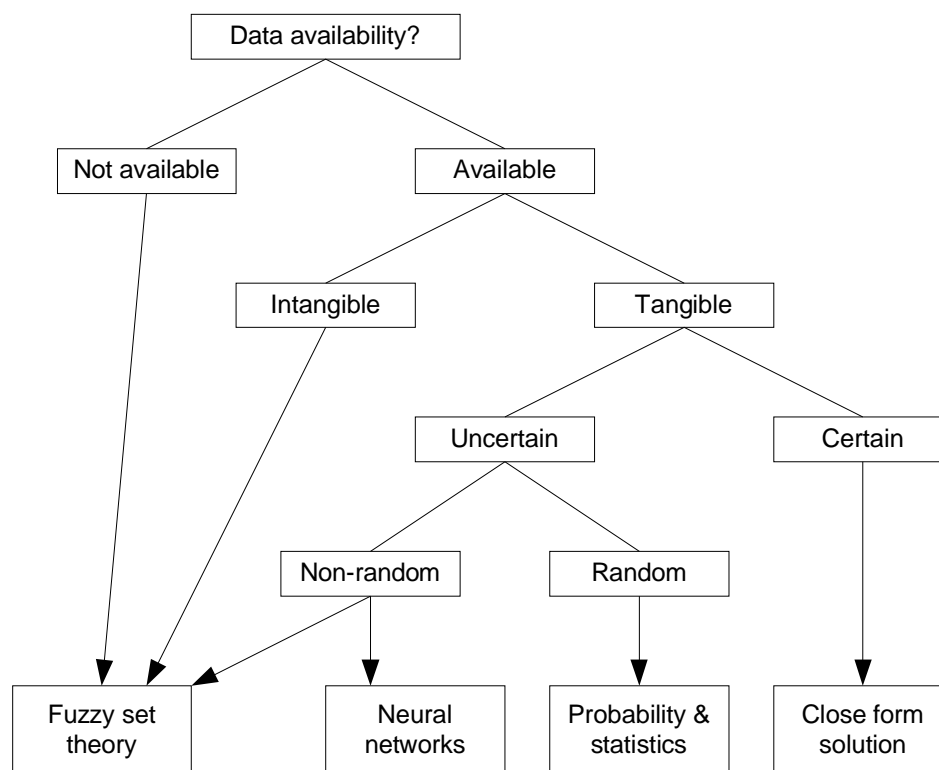 Data availability?
Not available
Available
Intangible
Tangible
Uncertain
Certain
Non-random
Random
Fuzzy set
theory
Neural
networks
Probability &
statistics
Close form
solution